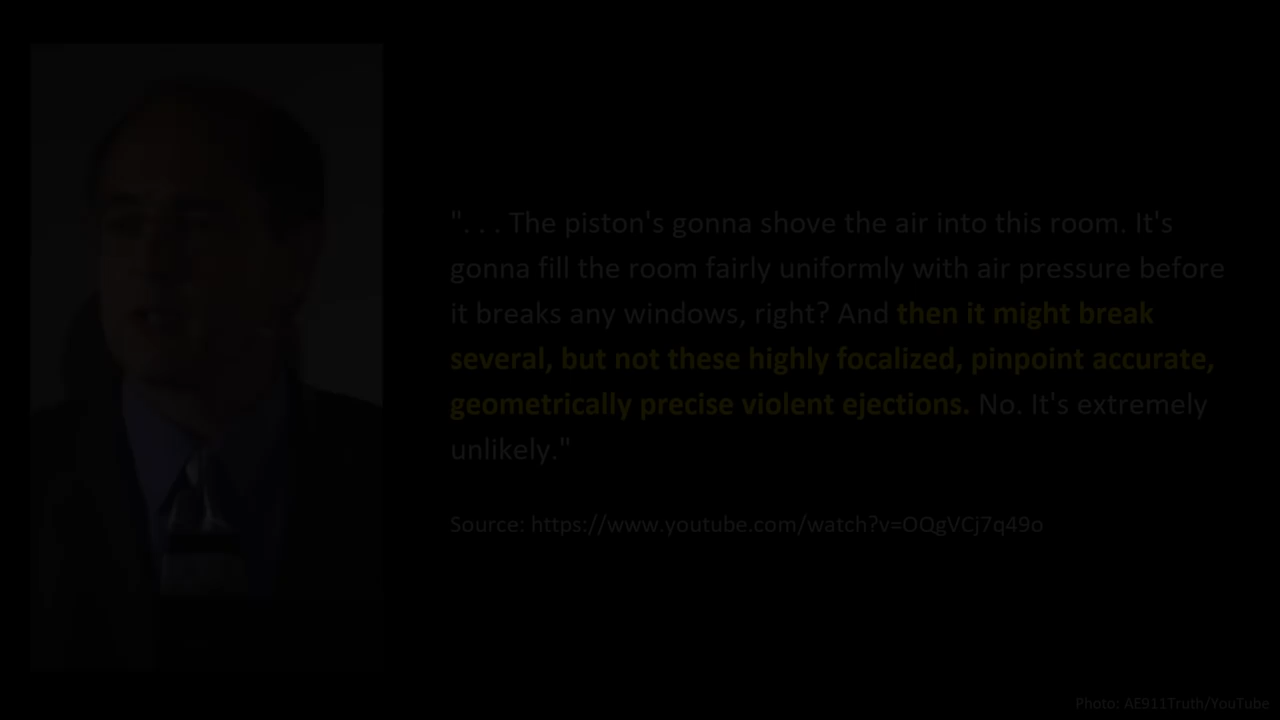 ". . . The piston's gonna shove the air into this room. It's
gonna fill the room fairly uniformly with air pressure before
it breaks any windows, right? And then it might break
several, but not these highly focalized, pinpoint accurate,
geometrically precise violent ejections. No. It's extremely
unlikely."
Source: https://www.youtube.com/watch?v=OQgVCj7q49o
Photo: AE911Truth/YouTube